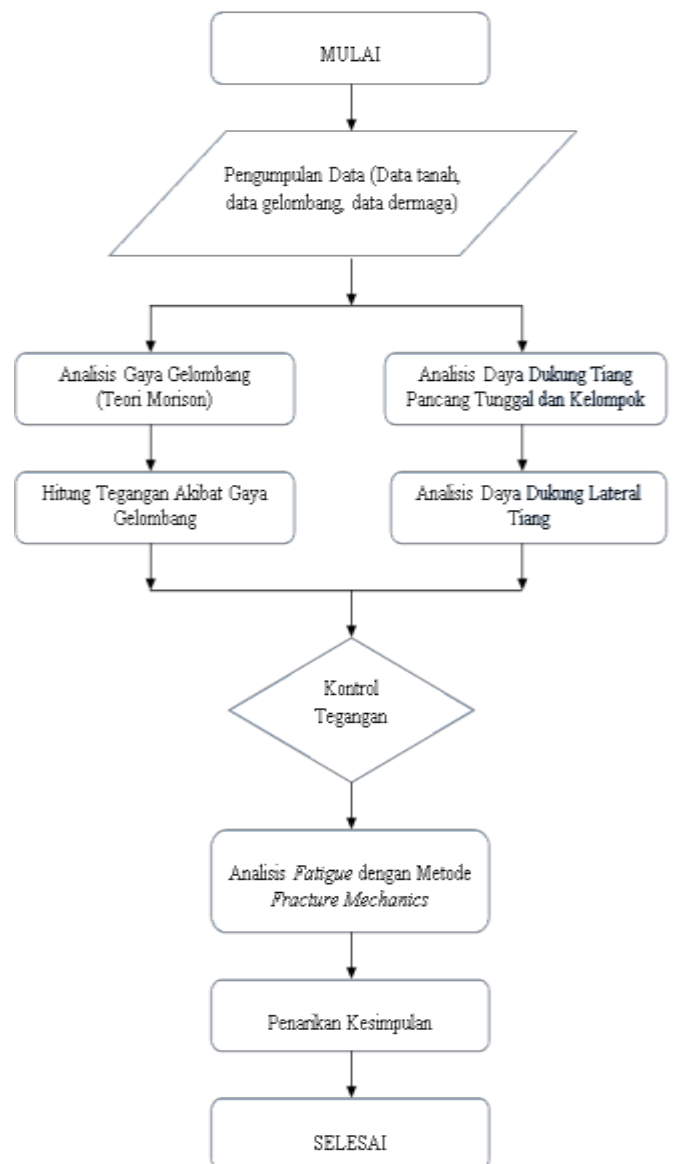 MULAI
Pengumpulan Data (Data tanah,
data gelombang, data dermaga)
Analisis Gaya Gelombang
(Teori Morison)
Analisis Daya Dukung Tiang
Pancang Tunggal dan Kelompok
Hitung Tegangan Akibat Gaya
Gelombang
Analisis Daya Dukung Lateral
Tiang
Kontrol
Tegangan
Analisis Fatigue dengan Metode
Fracture Mechanics
Penarikan Kesimpulan
SELESAI